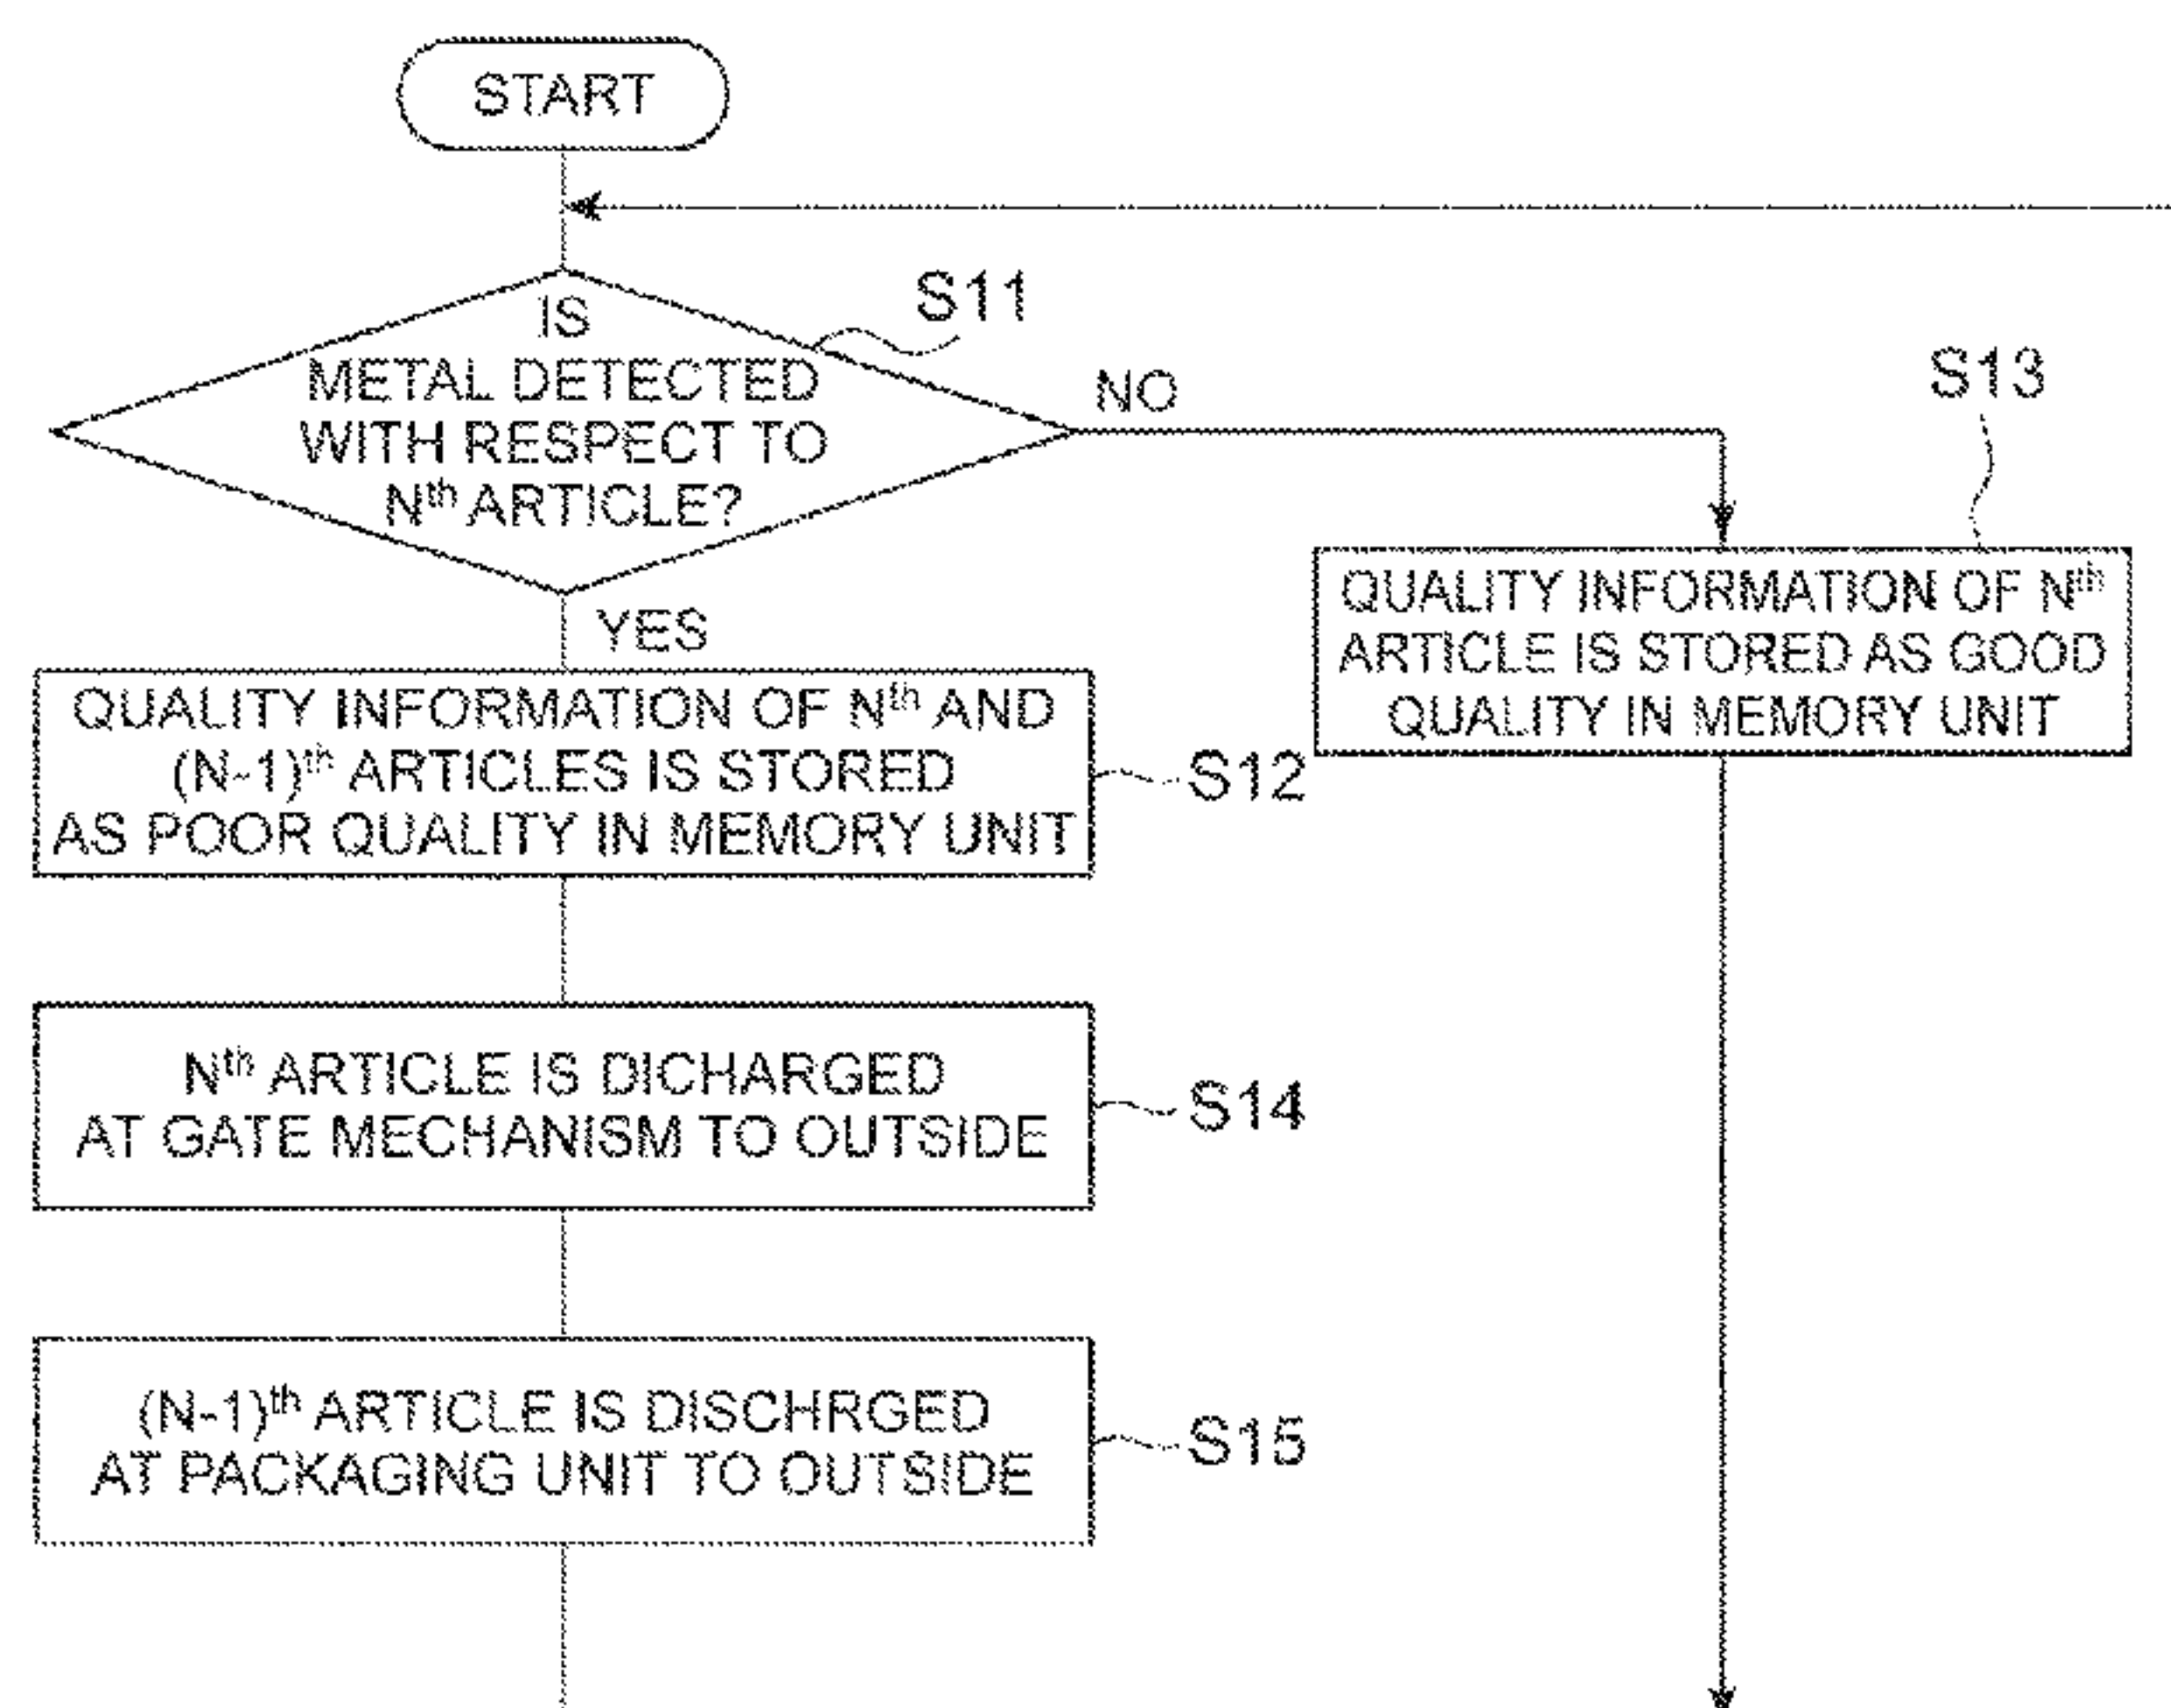 START
S11
IS
METAL DETECTED
WITH RESPECT TO
Nth ARTICLE?
NO
S13
QUALITY INFORMATION OF Nth
ARTICLE IS STORED AS GOOD
QUALITY IN MEMORY UNIT
YES
QUALITY INFORMATION OF Nth AND
(N-1)th ARTICLES IS STORED
AS POOR QUALITY IN MEMORY UNIT
S12
Nth ARTICLE IS DICHARGED
AT GATE MECHANISM TO OUTSIDE
S14
(N-1)th ARTICLE IS DISCHRGED
AT PACKAGING UNIT TO OUTSIDE
S15